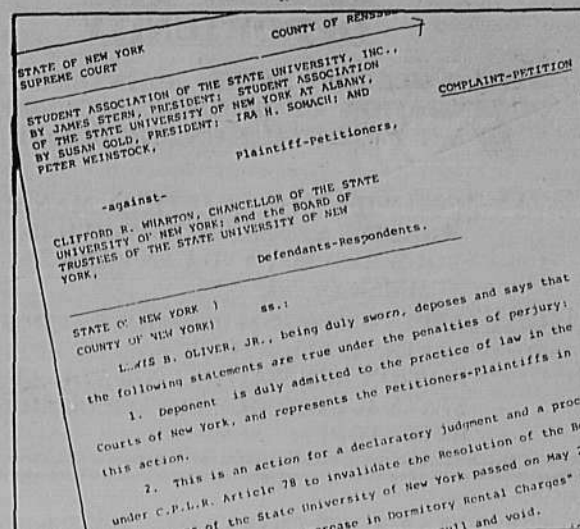 STATE OF NEW YORK
SUPREME COURT
COUNTY OF
STUDENT ASSOCIATION OF THE STATE UNIVERSITY, INC.,
BY JAMES STERN, PRESIDENT; STUDENT ASSOCIATION
OF THE STATE UNIVERSITY OF NEW YORK AT ALBANY,
BY SUSAN GOLD, PRESIDENT; IRA H. SOMACH; AND
PETER WEINSTOCK,
Plaintiff-Petitioners,
COMPLAINT-PETITION
-against-
CLIFFORD R. WHARTON, CHANCELLOR OF THE STATE
UNIVERSITY OF NEW YORK; and the BOARD OF
TRUSTEES OF THE STATE UNIVERSITY OF NEW
YORK,
Defendants-Respondents.
STATE OF NEW YORK )
ss.:
COUNTY OF NEW YORK)
B. OLIVER, JR., being duly sworn, deposes and says that
the following statements are true under the penalties of perjury:
1. Deponent is duly admitted to the practice of law in the
Courts of New York, and represents the Petitioners-Plaintiffs in
this action.
2. This is an action for a declaratory judgment and a
under C.P.L.R. Article 78 to invalidate the Resolution of the
of the State University of New York passed on May
in Dormitory Rental Charges"
and void.